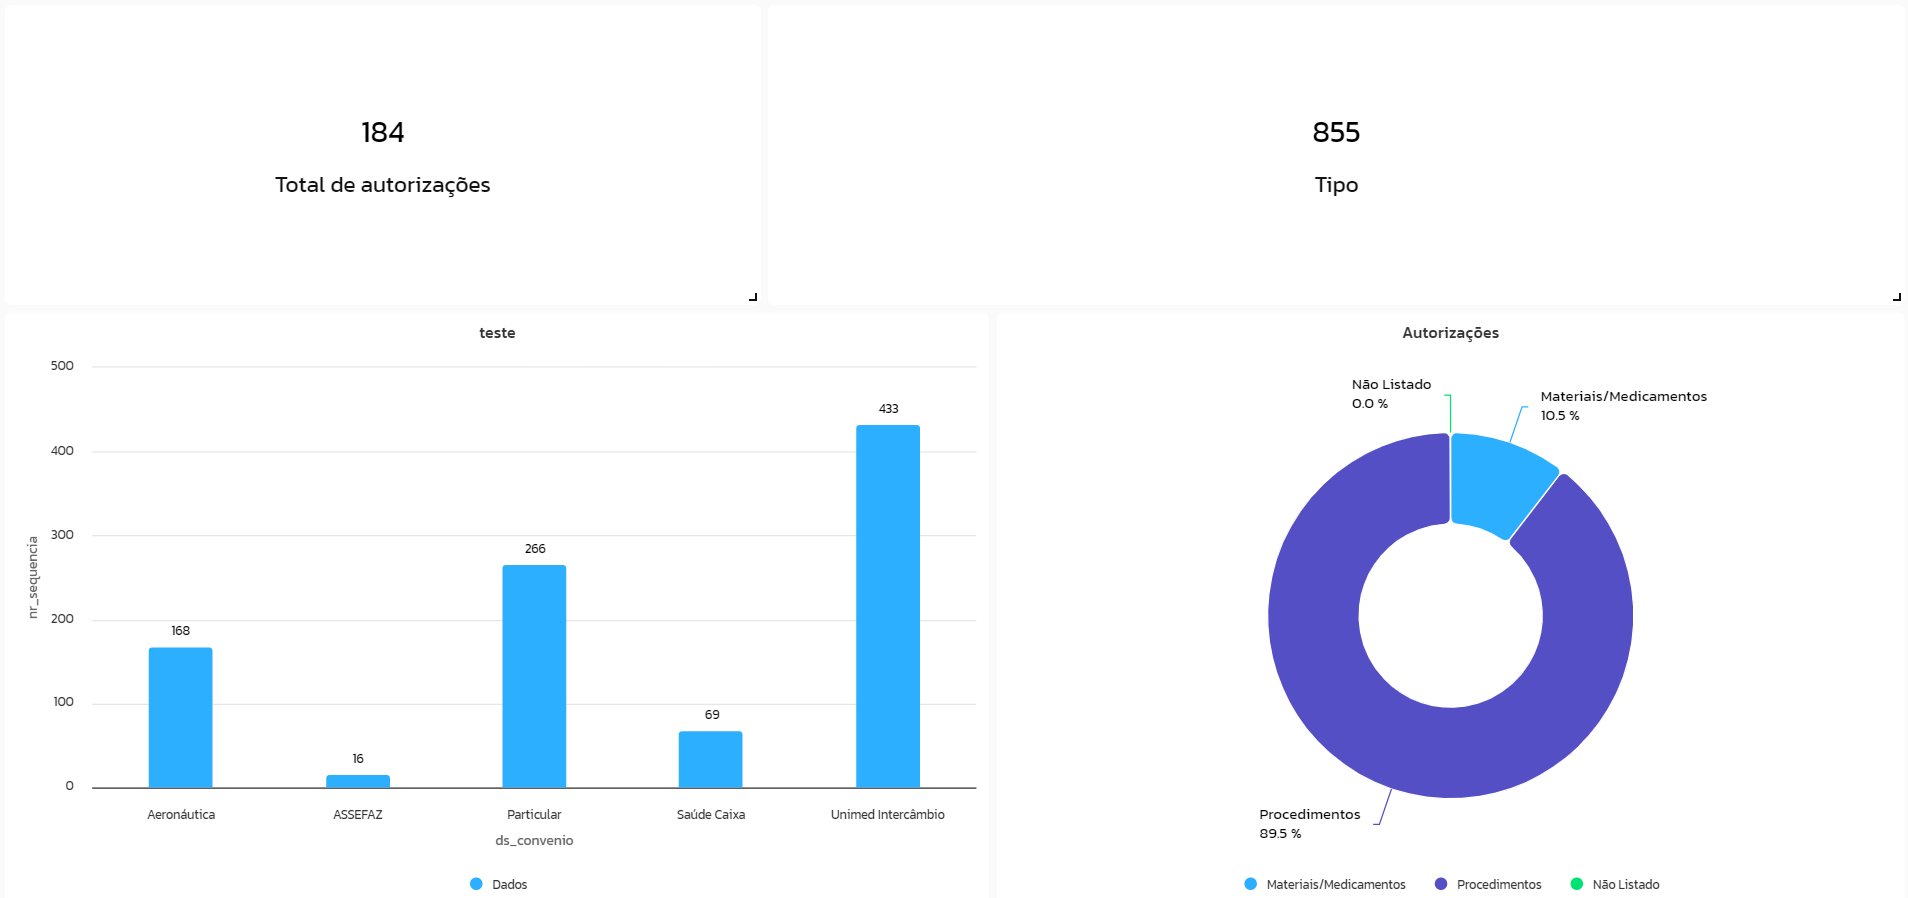 184
Total de autorizações
855
Tipo
teste
500
400
300
200
100
0
nr_sequencia
168
16
266
69
433
Aeronáutica
ASSEFAZ
Particular
Saúde Caixa
Unimed Intercâmbio
ds_convenio
Dados
Autorizações
Não Listado
0.0 %
Materiais/Medicamentos
10.5 %
Procedimentos
89.5 %
Materiais/Medicamentos
Procedimentos
Não Listado